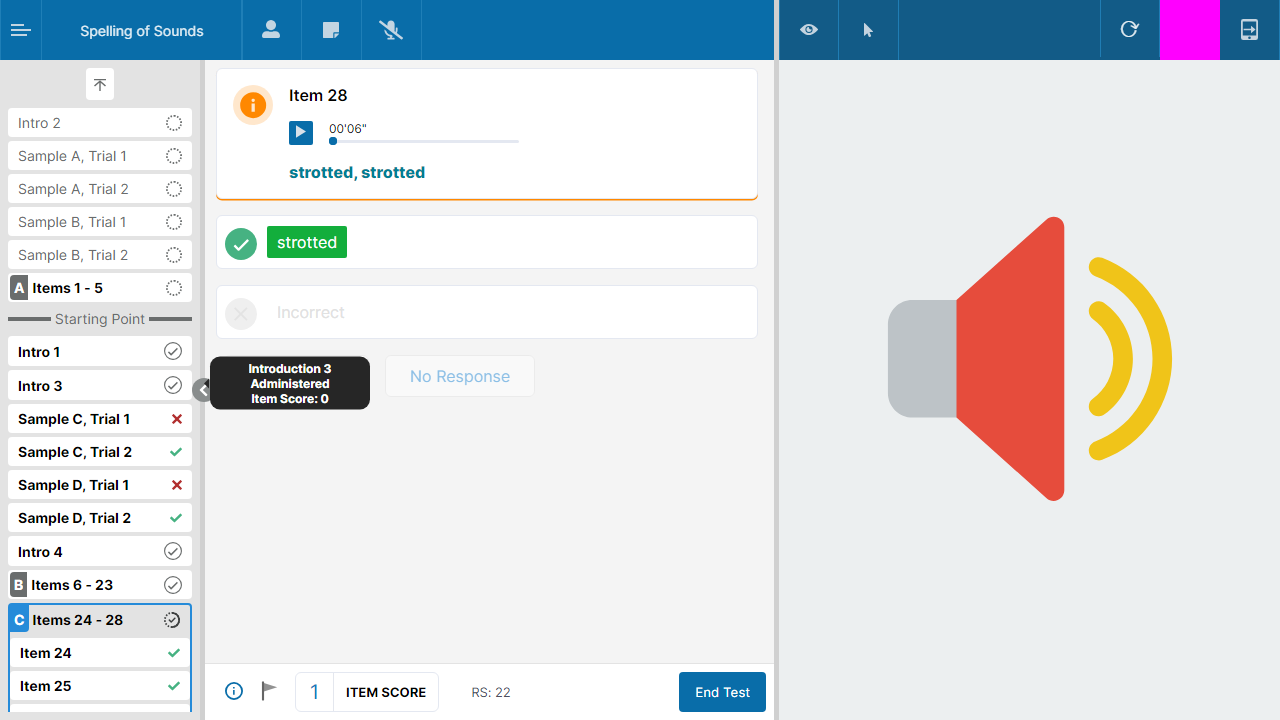 Spelling of Sounds
Intro 2
Sample A, Trial 1
Sample A, Trial 2
Sample B, Trial 1
Sample B, Trial 2
A Items 1 - 5
Starting Point
Intro 1
Intro 3
Sample C, Trial 1
Sample C, Trial 2
Sample D, Trial 1
Sample D, Trial 2
Intro 4
B Items 6 - 23
C Items 24 - 28
Item 24
Item 25
Item 28
00'06"
strotted, strotted
strotted
Incorrect
Introduction 3
Administered
Item Score: 0
No Response
1 ITEM SCORE
RS: 22
End Test